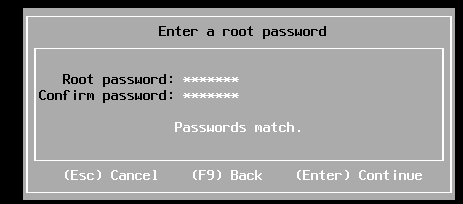 Enter a root password
Root password: *******
Confirm password: *******
Passwords match.
(Esc) Cancel (F9) Back (Enter) Continue